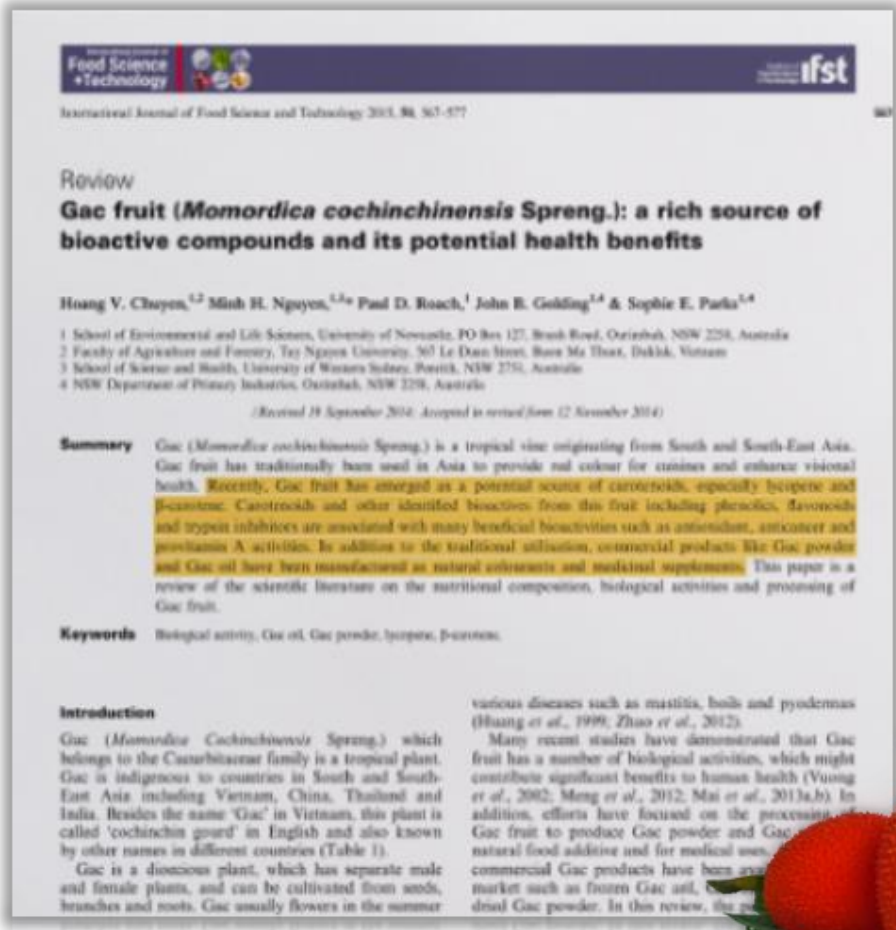 International Journal of
Food Science
+Technology
ifst
International Journal of Food Science and Technology 2015, 50, 567–577
567
Review
Gac fruit (Momordica cochinchinensis Spreng.): a rich source of
bioactive compounds and its potential health benefits
Hoang V. Chuyen,1,2 Minh H. Nguyen,1,3* Paul D. Roach,1 John B. Golding1,4 & Sophie E. Parks1,4
1 School of Environmental and Life Sciences, University of Newcastle, PO Box 127, Brush Road, Ourimbah, NSW 2258, Australia
2 Faculty of Agriculture and Forestry, Tay Nguyen University, 567 Le Duan Street, Buon Ma Thuot, Daklak, Vietnam
3 School of Science and Health, University of Western Sydney, Penrith, NSW 2751, Australia
4 NSW Department of Primary Industries, Ourimbah, NSW 2258, Australia
(Received 19 September 2014; Accepted in revised form 12 November 2014)
Summary Gac (Momordica cochinchinensis Spreng.) is a tropical vine originating from South and South-East Asia.
Gac fruit has traditionally been used in Asia to provide red colour for cuisines and enhance visional
health. Recently, Gac fruit has emerged as a potential source of carotenoids, especially lycopene and
β-carotene. Carotenoids and other identified bioactives from this fruit including phenolics, flavonoids
and trypsin inhibitors are associated with many beneficial bioactivities such as antioxidant, anticancer and
provitamin A activities. In addition to the traditional utilisation, commercial products like Gac powder
and Gac oil have been manufactured as natural colourants and medicinal supplements. This paper is a
review of the scientific literature on the nutritional composition, biological activities and processing of
Gac fruit.
Keywords Biological activity, Gac oil, Gac powder, lycopene, β-carotene.
Introduction
Gac (Momordica Cochinchinensis Spreng.) which
belongs to the Cucurbitaceae family is a tropical plant.
Gac is indigenous to countries in South and South-
East Asia including Vietnam, China, Thailand and
India. Besides the name 'Gac' in Vietnam, this plant is
called 'cochinchin gourd' in English and also known
by other names in different countries (Table 1).
Gac is a dioecious plant, which has separate male
and female plants, and can be cultivated from seeds,
branches and roots. Gac usually flowers in the summer
various diseases such as mastitis, boils and pyodermas
(Huang et al., 1999; Zhao et al., 2012).
Many recent studies have demonstrated that Gac
fruit has a number of biological activities, which might
contribute significant benefits to human health (Vuong
et al., 2002; Meng et al., 2012; Mai et al., 2013a,b). In
addition, efforts have focused on the processing of
Gac fruit to produce Gac powder and Gac
natural food additive and for medical uses.
commercial Gac products have been
market such as frozen Gac aril,
dried Gac powder. In this review, the